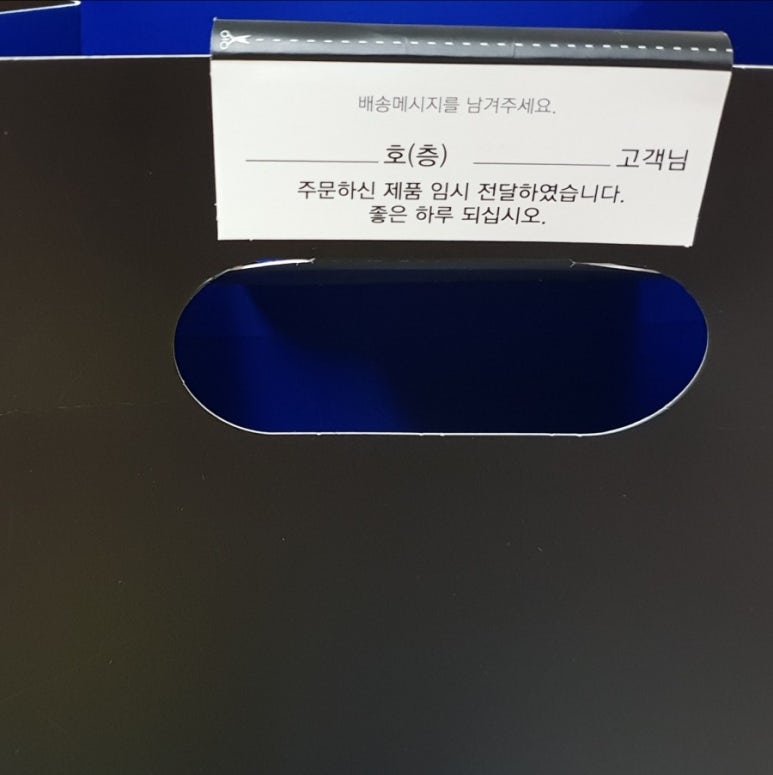 배송메시지를 남겨주세요.
호(층) 고객님
주문하신 제품 임시 전달하였습니다.
좋은 하루 되십시오.